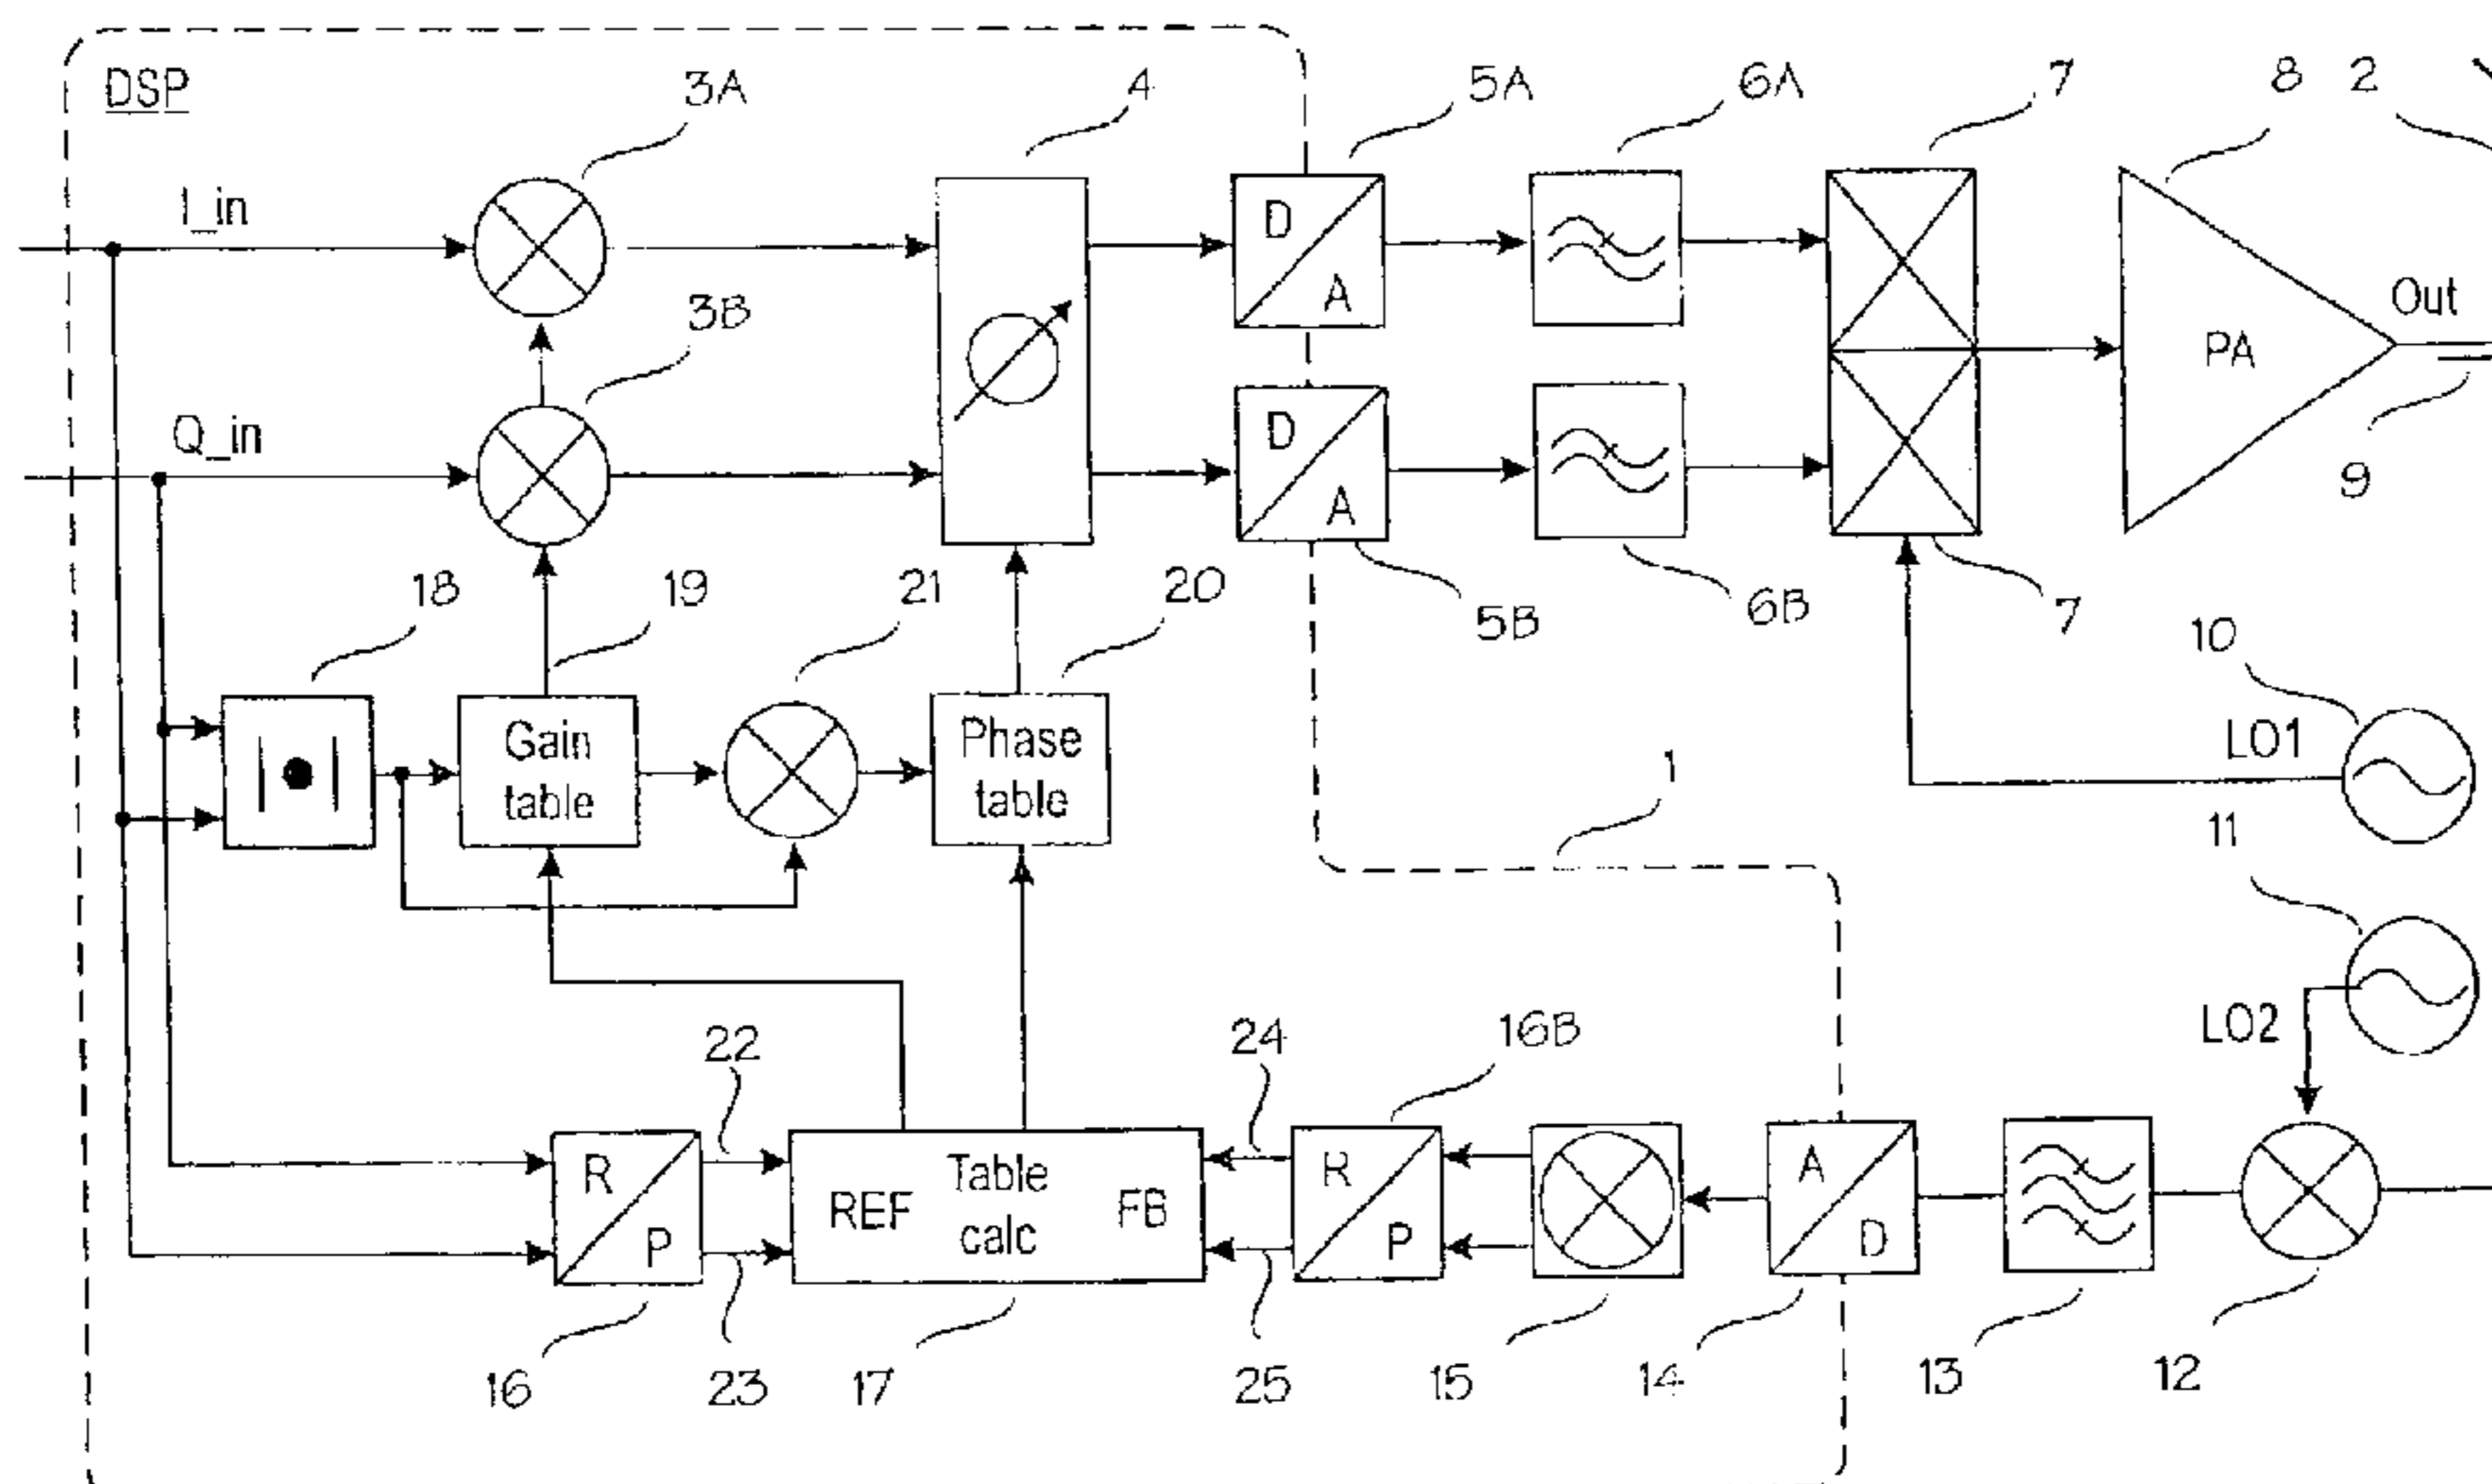 DSP
3A
4
5A
6A
7
8
2
I_in
D
A
3B
Out
PA
Q_in
D
A
9
18
19
21
20
5B
6B
7
10
Gain
table
Phase
table
1
LO1
11
22
24
16B
LO2
R
P
REF
Table
calc
FB
R
P
A
D
16
23
17
25
15
14
13
12